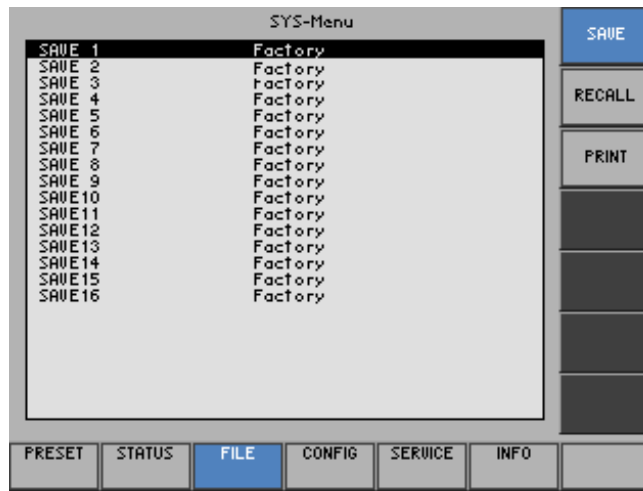 SYS-Menu
SAVE 1 Factory
SAVE 2 Factory
SAVE 3 Factory
SAVE 4 Factory
SAVE 5 Factory
SAVE 6 Factory
SAVE 7 Factory
SAVE 8 Factory
SAVE 9 Factory
SAVE10 Factory
SAVE11 Factory
SAVE12 Factory
SAVE13 Factory
SAVE14 Factory
SAVE15 Factory
SAVE16 Factory
SAVE
RECALL
PRINT
PRESET STATUS FILE CONFIG SERVICE INFO